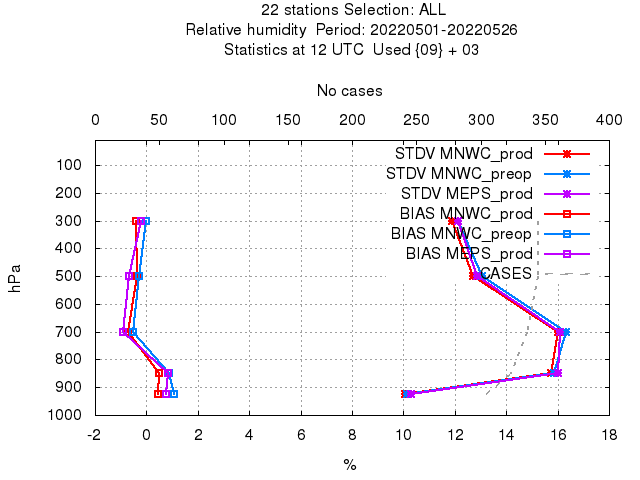 22 stations Selection: ALL
Relative humidity  Period: 20220501-20220526
Statistics at 12 UTC  Used {09} + 03
No cases
0 50 100 150 200 250 300 350 400
STDV MNWC_prod
STDV MNWC_preop
STDV MEPS_prod
BIAS MNWC_prod
BIAS MNWC_preop
BIAS MEPS_prod
CASES
hPa
100
200
300
400
500
600
700
800
900
1000
-2 0 2 4 6 8 10 12 14 16 18
%